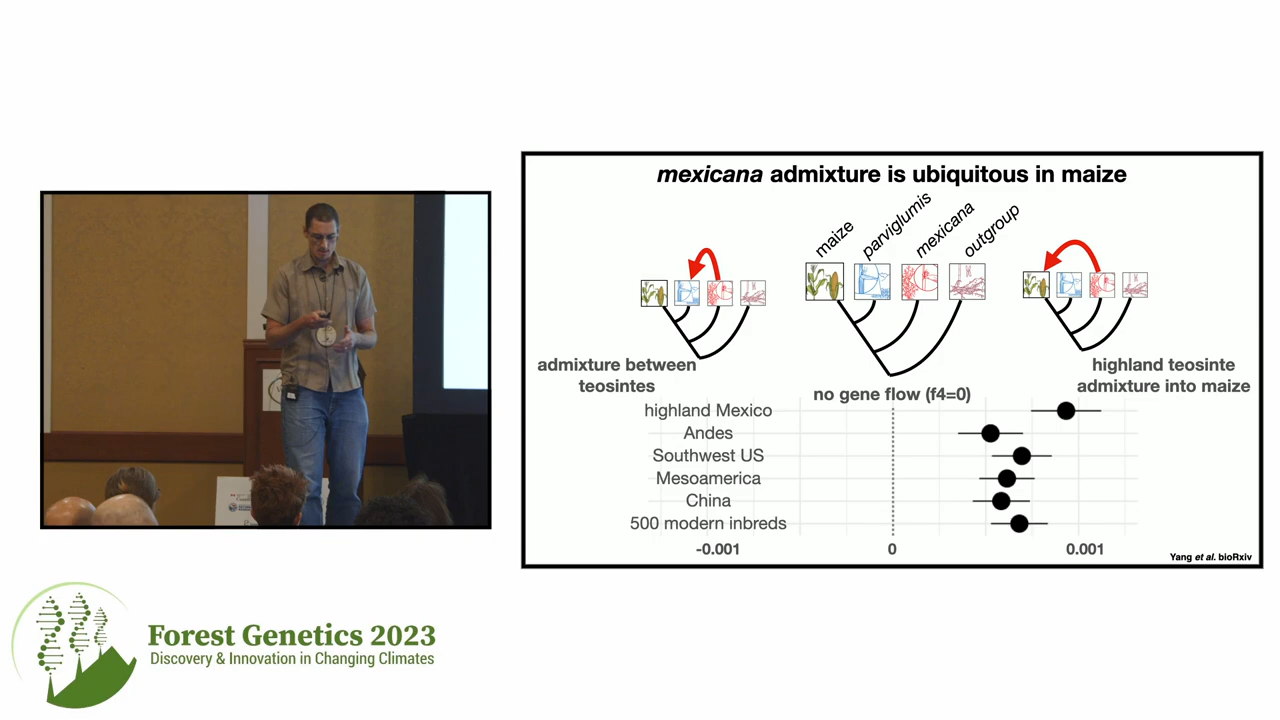 mexicana admixture is ubiquitous in maize
maize
parviglumis
mexicana
outgroup
admixture between
teosintes
no gene flow (f4=0)
highland teosinte
admixture into maize
highland Mexico
Andes
Southwest US
Mesoamerica
China
500 modern inbreds
-0.001
0
0.001
Yang et al. bioRxiv
Forest Genetics 2023
Discovery & Innovation in Changing Climates